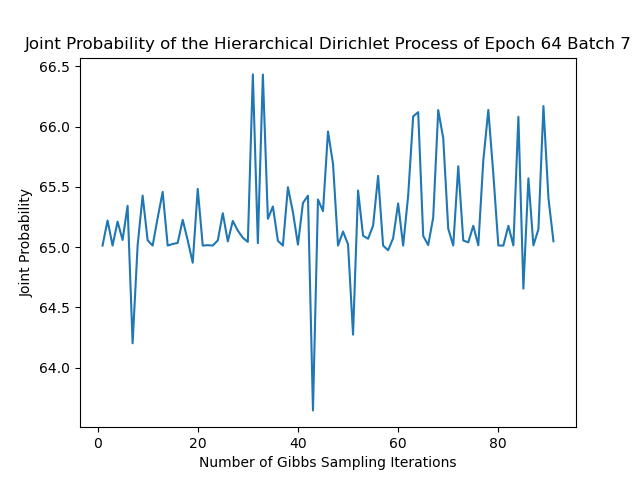 Joint Probability of the Hierarchical Dirichlet Process of Epoch 64 Batch 7
66.5
66.0
65.5
65.0
64.5
64.0
Joint Probability
0 20 40 60 80
Number of Gibbs Sampling Iterations